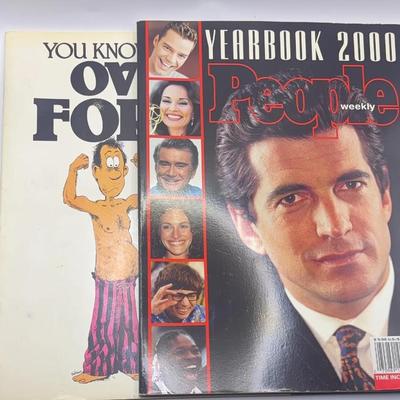 YOU KNOW
OV
FO
YEARBOOK 2000
People
weekly
TIME INC